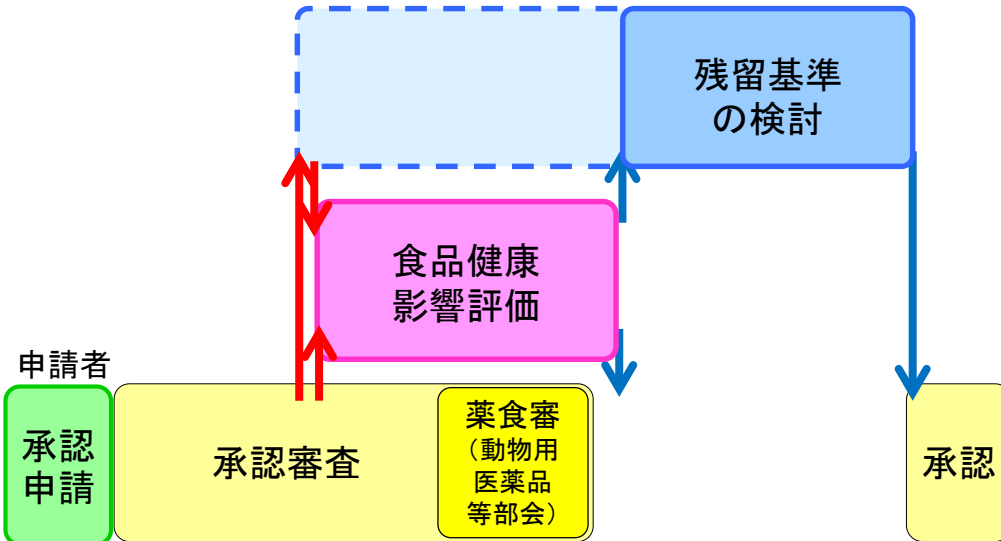 残留基準
の検討
食品健康
影響評価
申請者
承認
申請
承認審査
薬食審
（動物用
医薬品
等部会）
承認